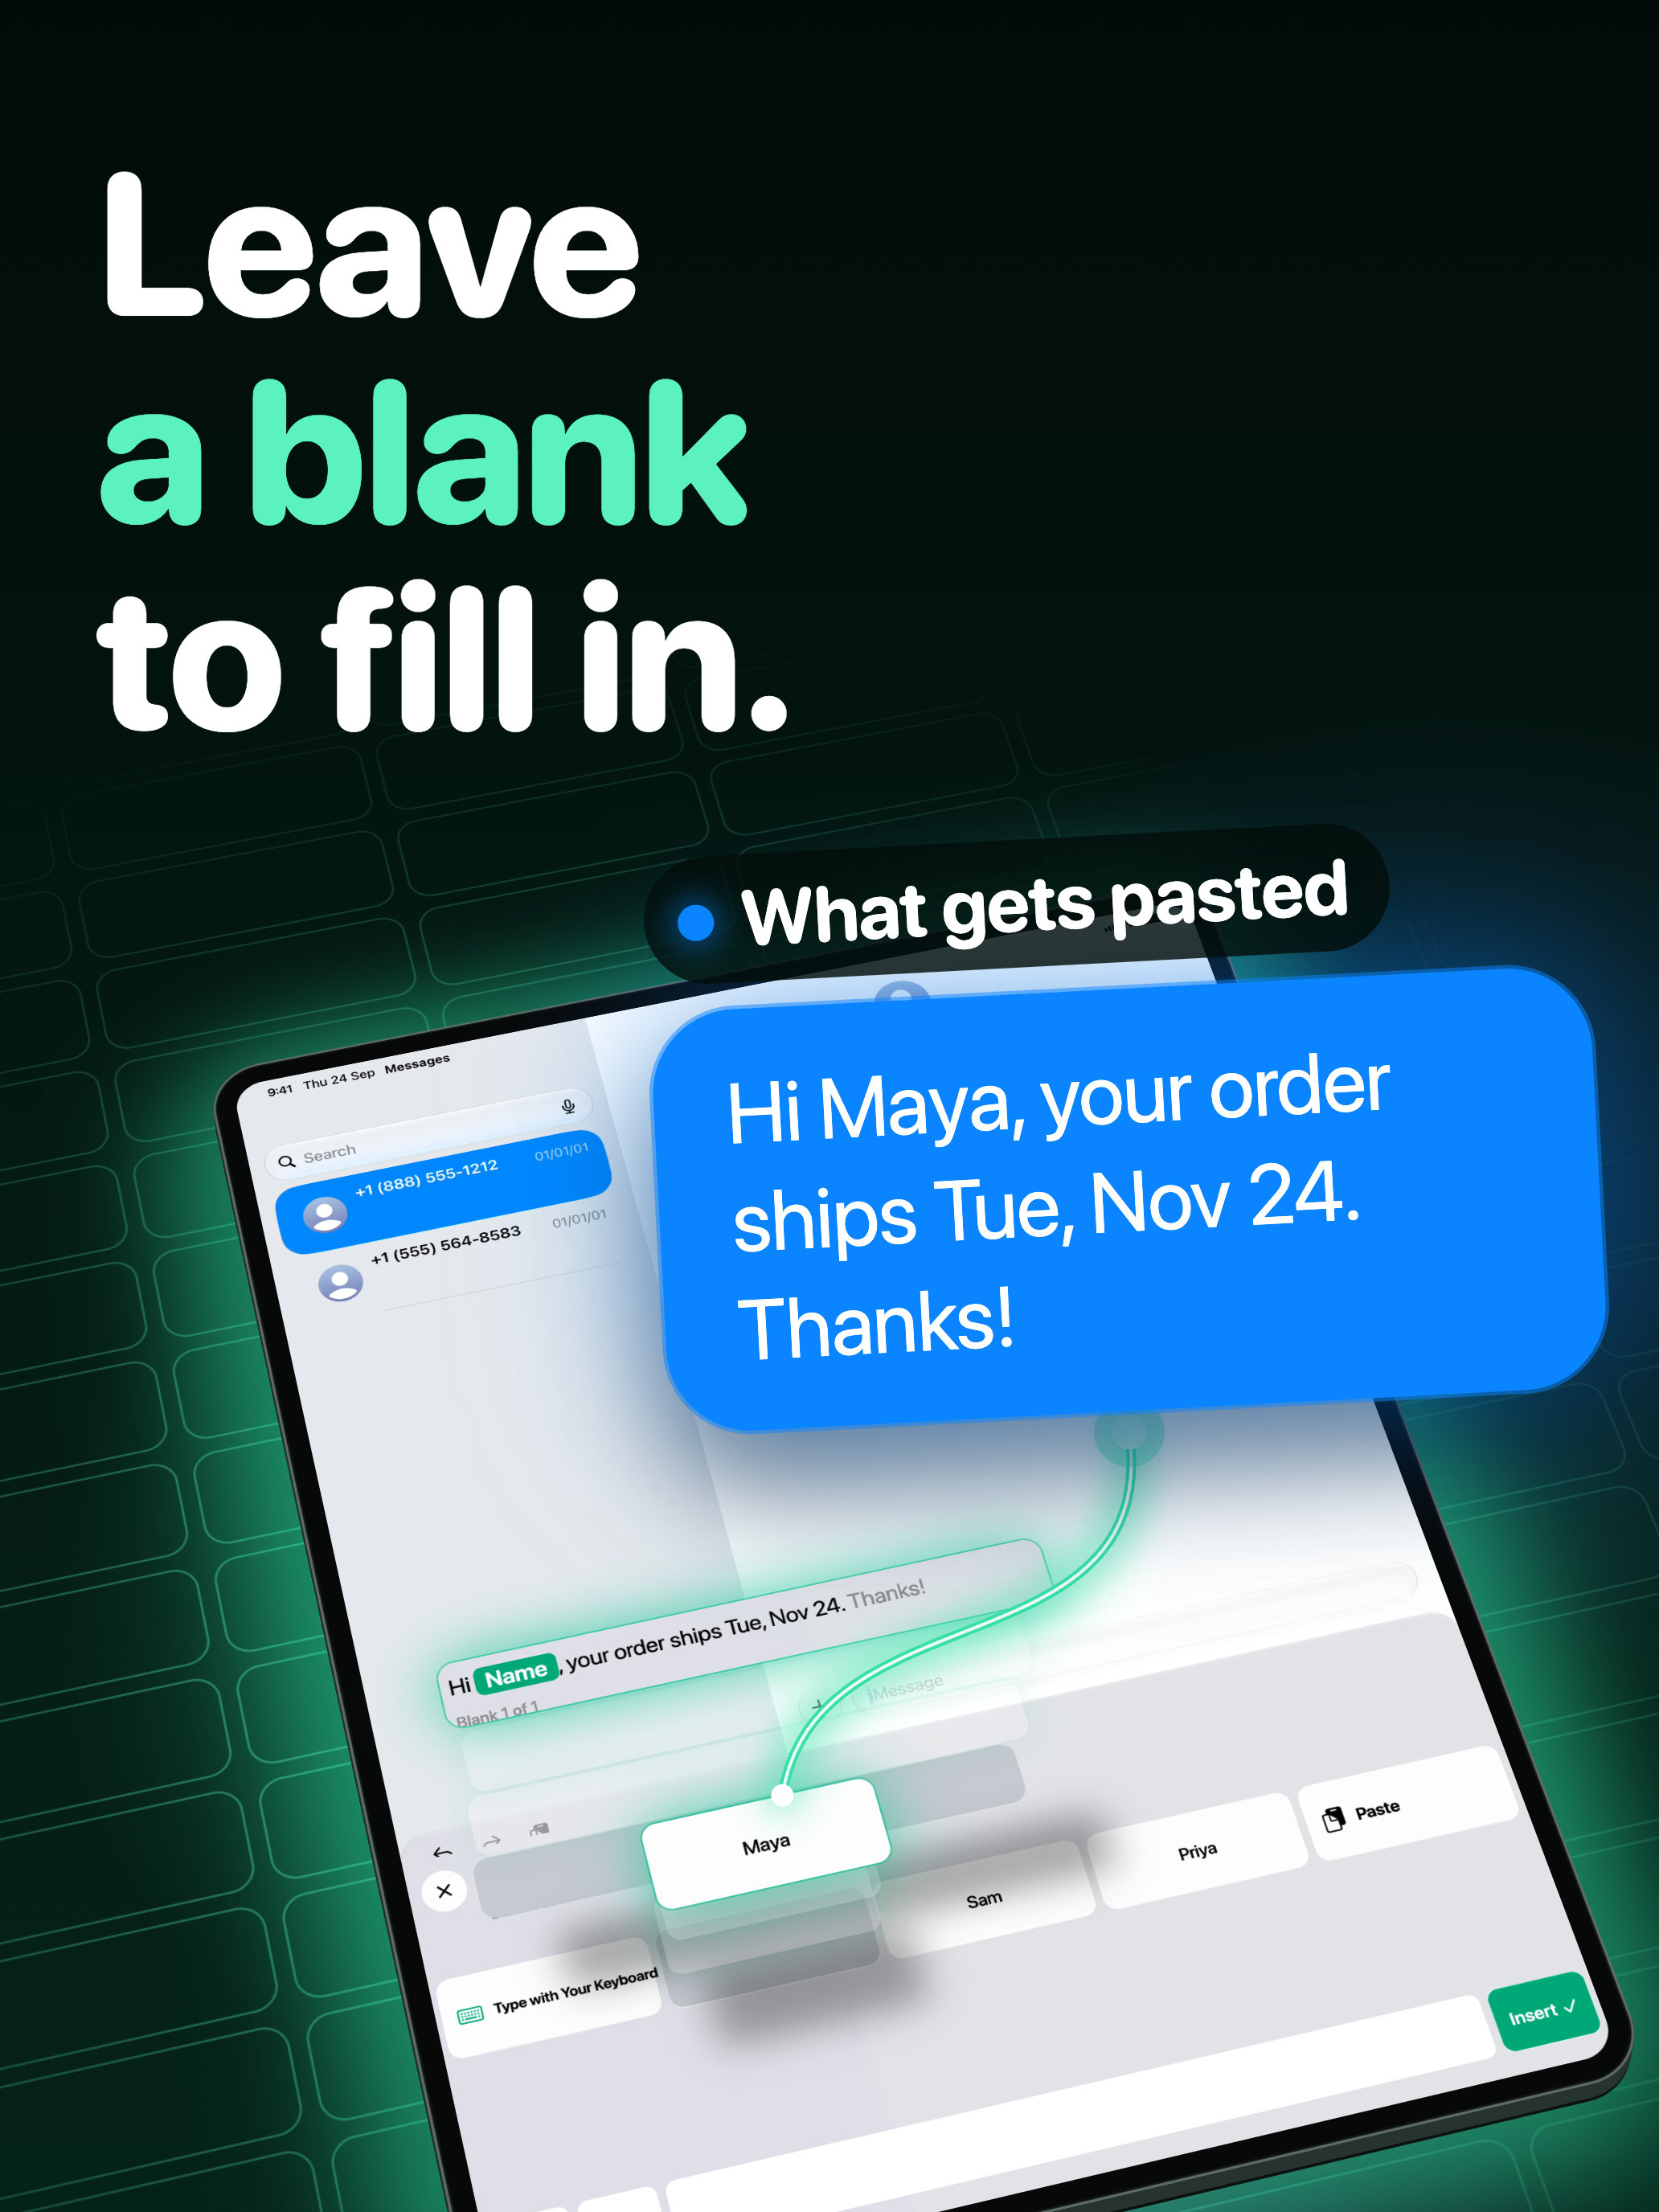 Leave
a blank
to fill in.
What gets pasted
Hi Maya, your order
ships Tue, Nov 24.
Thanks!
9:41 Thu 24 Sep Messages
Search
+1 (888) 555-1212 01/01/01
+1 (555) 564-8583 01/01/01
Hi Name, your order ships Tue, Nov 24. Thanks!
Blank 1 of 1
iMessage
Maya
Sam
Priya
Paste
Type with Your Keyboard
Insert ✓